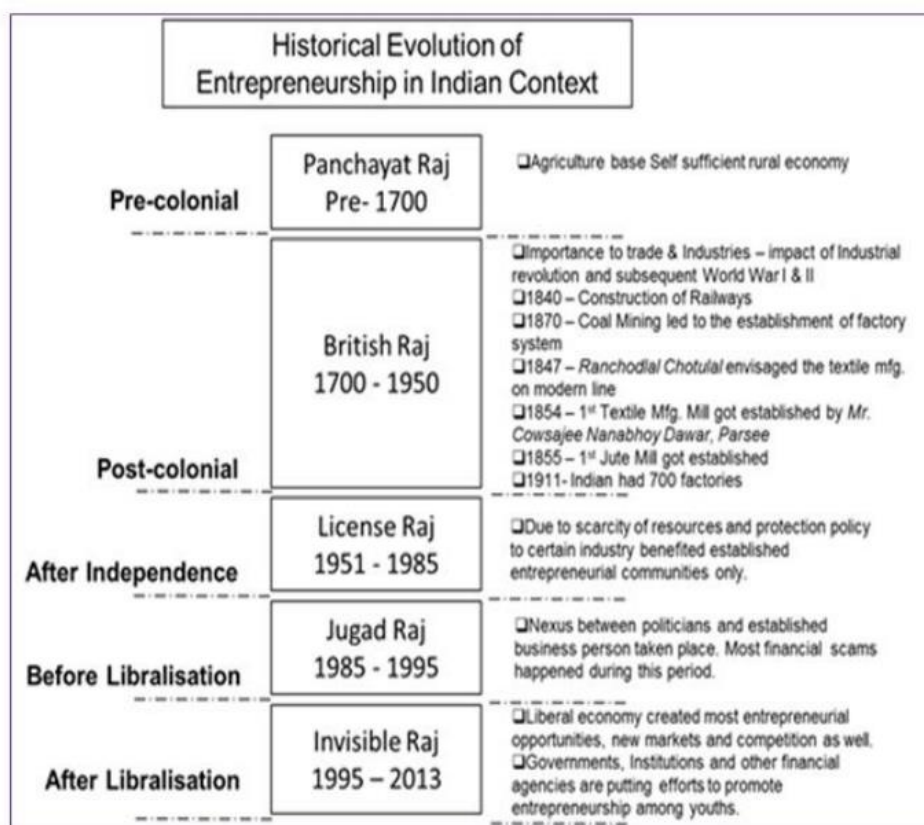 Historical Evolution of
Entrepreneurship in Indian Context
Pre-colonial
Panchayat Raj
Pre- 1700
❑Agriculture base Self sufficient rural economy
Post-colonial
British Raj
1700 - 1950
❑Importance to trade & Industries – impact of Industrial
revolution and subsequent World War I & II
❑1840 – Construction of Railways
❑1870 – Coal Mining led to the establishment of factory
system
❑1847 – Ranchodlal Chotulal envisaged the textile mfg.
on modern line
❑1854 – 1st Textile Mfg. Mill got established by Mr.
Cowsajee Nanabhoy Dawar, Parsee
❑1855 – 1st Jute Mill got established
❑1911- Indian had 700 factories
After Independence
License Raj
1951 - 1985
❑Due to scarcity of resources and protection policy
to certain industry benefited established
entrepreneurial communities only.
Before Libralisation
Jugad Raj
1985 - 1995
❑Nexus between politicians and established
business person taken place. Most financial scams
happened during this period.
After Libralisation
Invisible Raj
1995 – 2013
❑Liberal economy created most entrepreneurial
opportunities, new markets and competition as well.
❑Governments, Institutions and other financial
agencies are putting efforts to promote
entrepreneurship among youths.